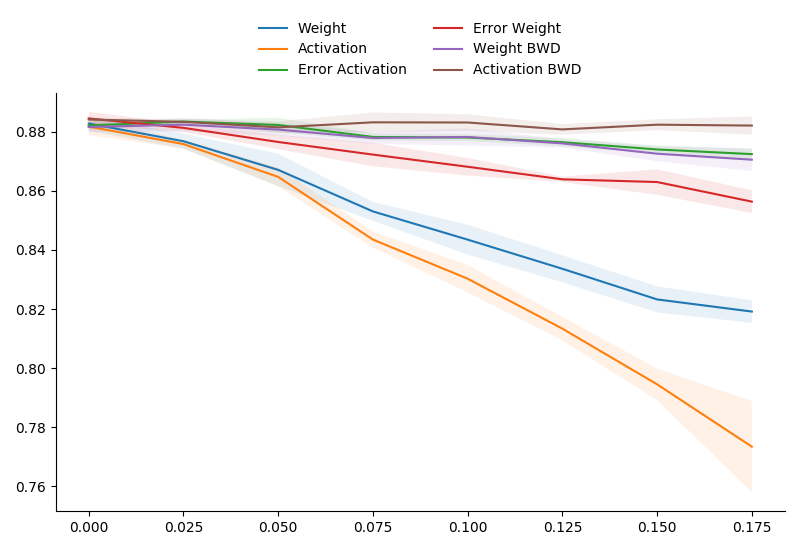 Weight
Activation
Error Activation
Error Weight
Weight BWD
Activation BWD
0.88
0.86
0.84
0.82
0.80
0.78
0.76
0.000 0.025 0.050 0.075 0.100 0.125 0.150 0.175